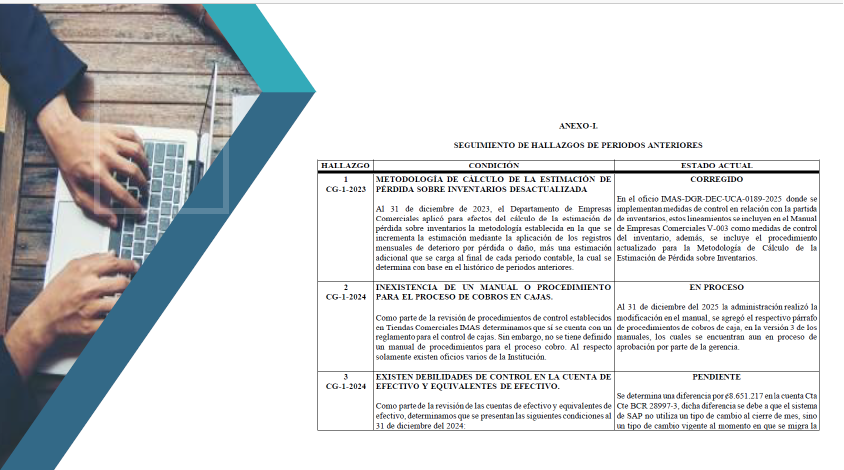 ANEXO-I.
SEGUIMIENTO DE HALLAZGOS DE PERIODOS ANTERIORES
HALLAZGO CONDICIÓN ESTADO ACTUAL
1
CG-1-2023
METODOLOGÍA DE CÁLCULO DE LA ESTIMACIÓN DE
PÉRDIDA SOBRE INVENTARIOS DESACTUALIZADA
Al 31 de diciembre de 2023, el Departamento de Empresas
Comerciales aplicó para efectos del cálculo de la estimación de
pérdida sobre inventarios la metodología establecida en la que se
incrementa la estimación mediante la aplicación de los registros
mensuales de deterioro por pérdida o daño, más una estimación
adicional que se carga al final de cada periodo contable, la cual se
determina con base en el histórico de periodos anteriores.
CORREGIDO
En el oficio IMAS-DGR-DEC-UCA-0189-2025 donde se
implementan medidas de control en relación con la partida
de inventarios, estos lineamientos se incluyen en el Manual
de Empresas Comerciales V-003 como medidas de control
del inventario, además, se incluye el procedimiento
actualizado para la Metodología de Cálculo de la
Estimación de Pérdida sobre Inventarios.
2
CG-1-2024
INEXISTENCIA DE UN MANUAL O PROCEDIMIENTO
PARA EL PROCESO DE COBROS EN CAJAS.
Como parte de la revisión de procedimientos de control establecidos
en Tiendas Comerciales IMAS determinamos que sí se cuenta con un
reglamento para el control de cajas. Sin embargo, no se tiene definido
un manual de procedimientos para el proceso cobro. Al respecto
solamente existen oficios varios de la Institución.
EN PROCESO
Al 31 de diciembre del 2025 la administración realizó la
modificación en el manual, se agregó el respectivo párrafo
de procedimientos de cobros de caja, en la versión 3 de los
manuales, los cuales se encuentran aun en proceso de
aprobación por parte de la gerencia.
3
CG-1-2024
EXISTEN DEBILIDADES DE CONTROL EN LA CUENTA DE
EFECTIVO Y EQUIVALENTES DE EFECTIVO.
Como parte de la revisión de las cuentas de efectivo y equivalentes de
efectivo, determinamos que se presentan las siguientes condiciones al
31 de diciembre del 2024:
PENDIENTE
Se determina una diferencia por ¢8.651.217 en la cuenta Cta
Cte BCR 28997-3, dicha diferencia se debe a que el sistema
de SAP no utiliza un tipo de cambio al cierre de mes, sino
un tipo de cambio vigente al momento en que se migra la